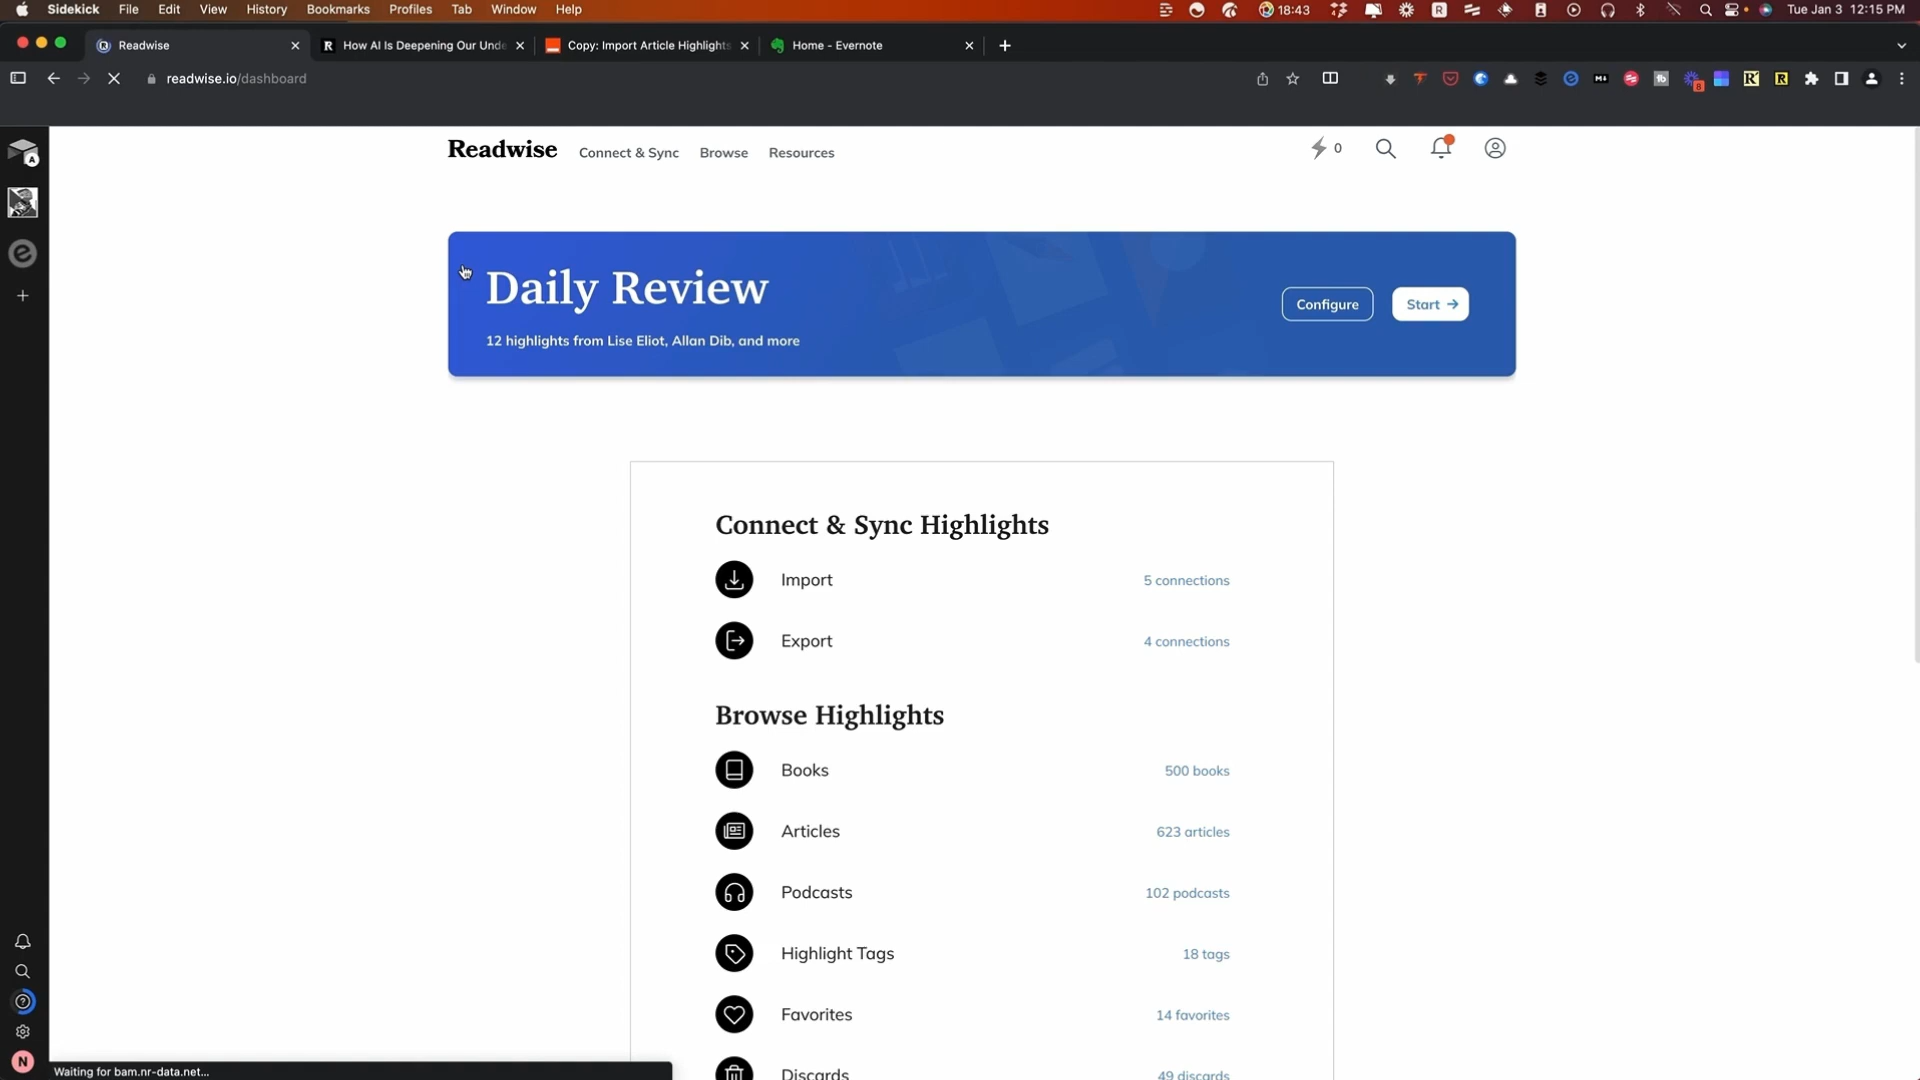 Sidekick File Edit View History Bookmarks Profiles Tab Window Help 18:43 Tue Jan 3 12:15 PM
Readwise How AI Is Deepening Our Unde Copy: Import Article Highlights Home - Evernote
readwise.io/dashboard
Readwise Connect & Sync Browse Resources 0
Daily Review
12 highlights from Lise Eliot, Allan Dib, and more
Configure Start
Connect & Sync Highlights
Import 5 connections
Export 4 connections
Browse Highlights
Books 500 books
Articles 623 articles
Podcasts 102 podcasts
Highlight Tags 18 tags
Favorites 14 favorites
Discards 49 discards
N
Waiting for bam.nr-data.net...